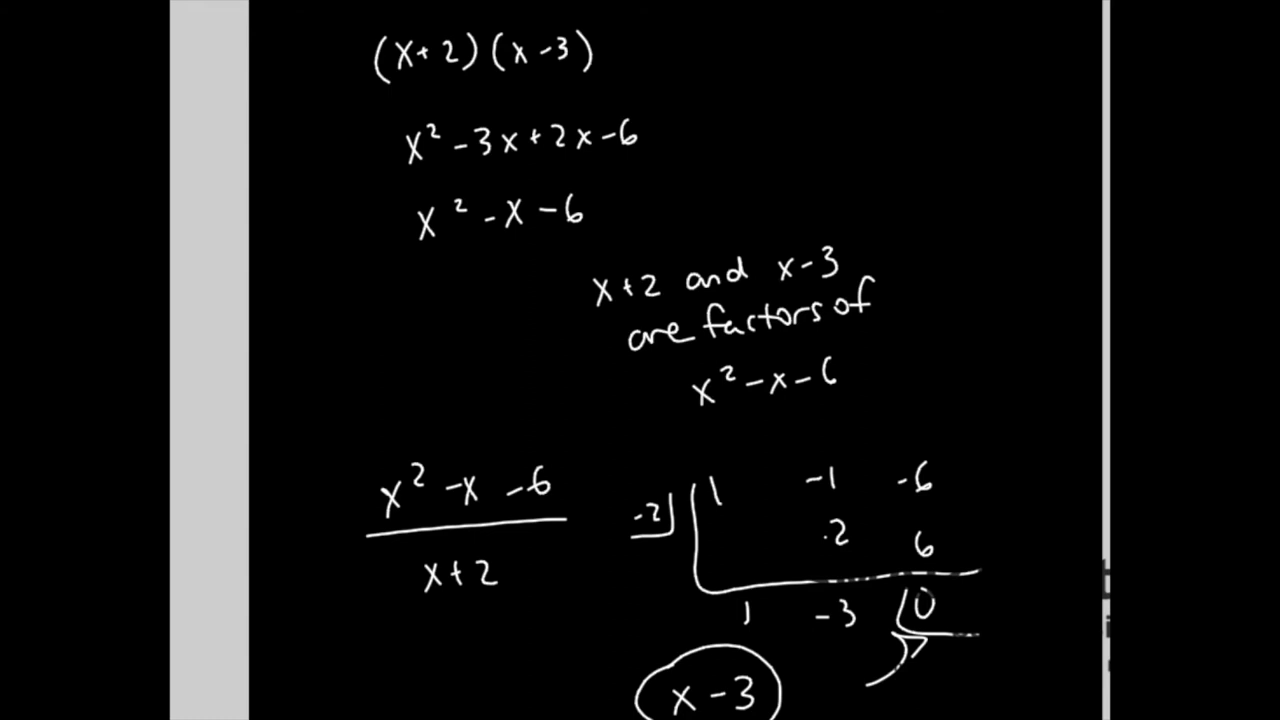 (x+2)(x-3)
x² -3x+2x-6
x² -x -6
x+2 and x-3
are factors of
x² -x-6
x² -x -6
x+2
-2 1 -1 -6
-2 6
1 -3 0
x-3